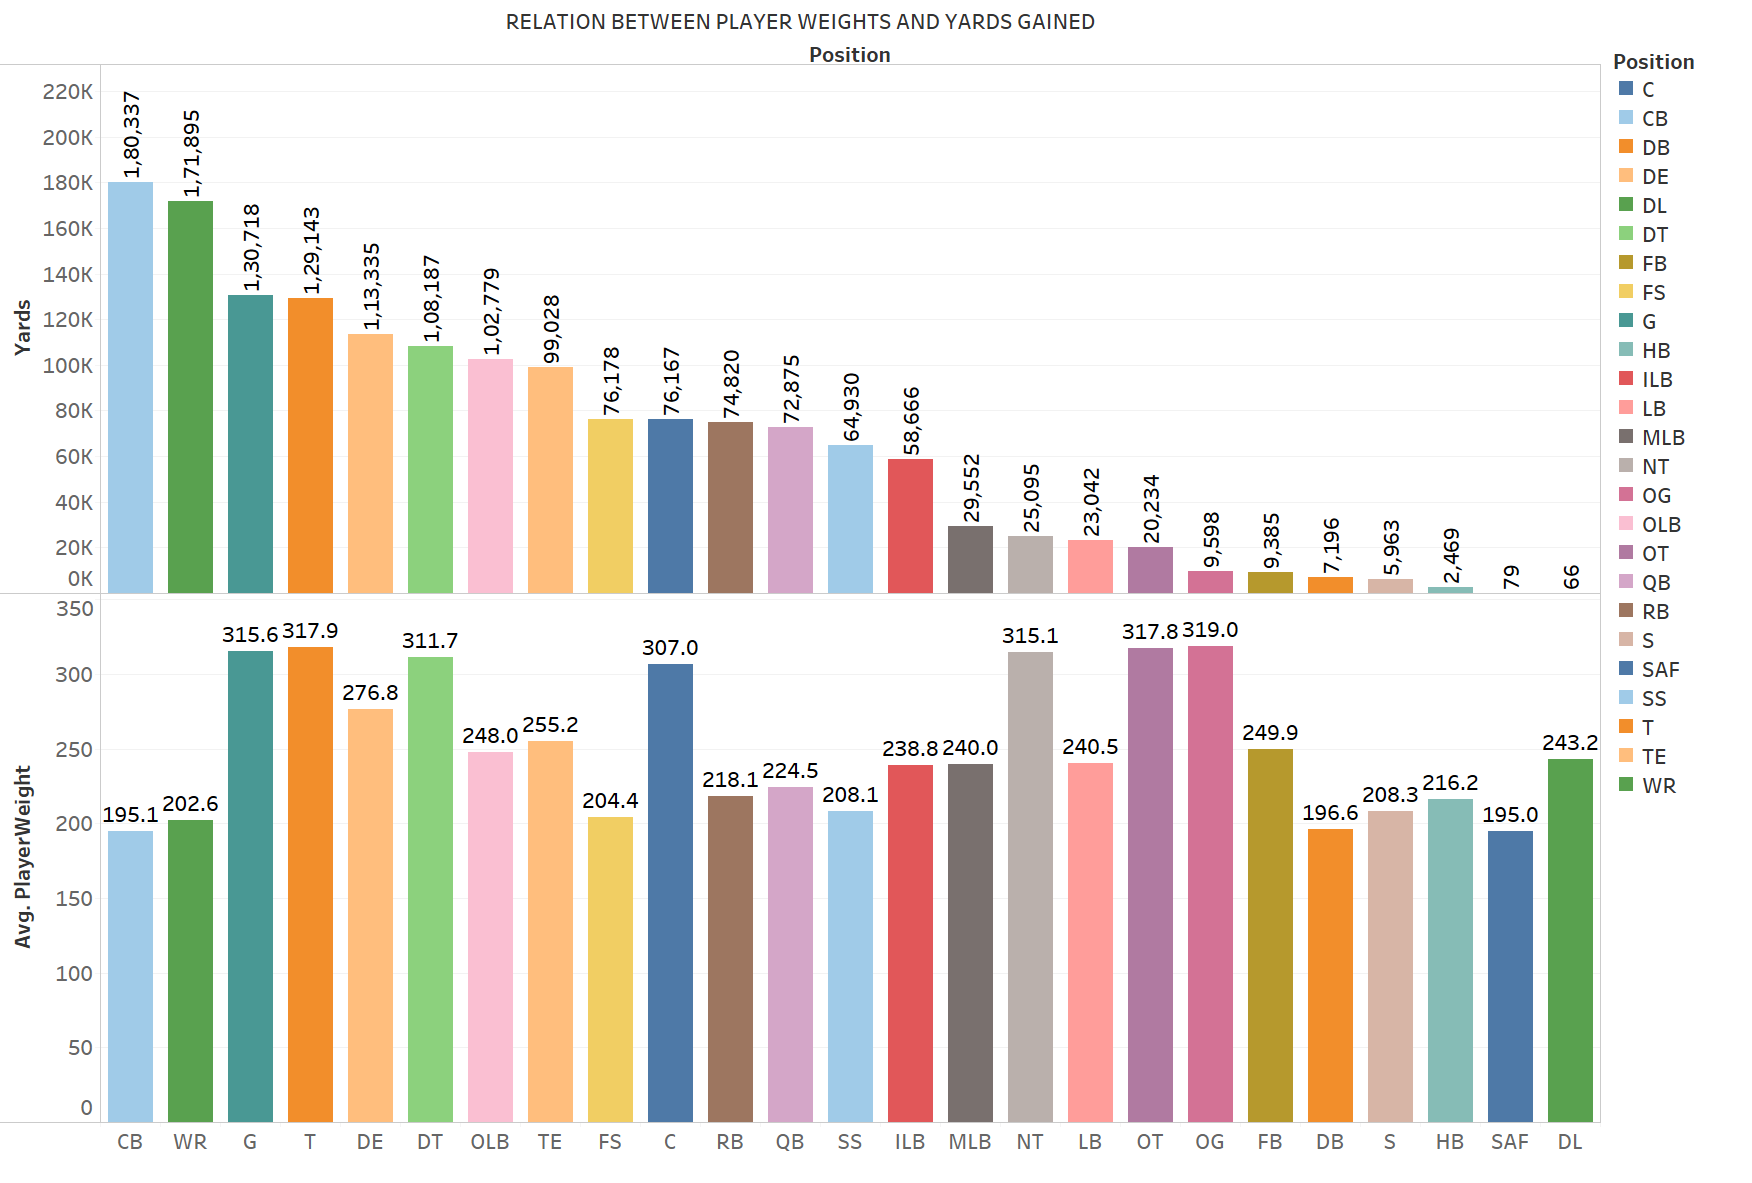 RELATION BETWEEN PLAYER WEIGHTS AND YARDS GAINED
Position
Yards
220K
200K
180K
160K
140K
120K
100K
80K
60K
40K
20K
0K
1,80,337
1,71,895
1,30,718
1,29,143
1,13,335
1,08,187
1,02,779
99,028
76,178
76,167
74,820
72,875
64,930
58,666
29,552
25,095
23,042
20,234
9,598
9,385
7,196
5,963
2,469
79
66
Avg. PlayerWeight
350
300
250
200
150
100
50
0
195.1
202.6
315.6
317.9
276.8
311.7
248.0
255.2
204.4
307.0
218.1
224.5
208.1
238.8
240.0
315.1
240.5
317.8
319.0
249.9
196.6
208.3
216.2
195.0
243.2
CB WR G T DE DT OLB TE FS C RB QB SS ILB MLB NT LB OT OG FB DB S HB SAF DL
Position
C
CB
DB
DE
DL
DT
FB
FS
G
HB
ILB
LB
MLB
NT
OG
OLB
OT
QB
RB
S
SAF
SS
T
TE
WR